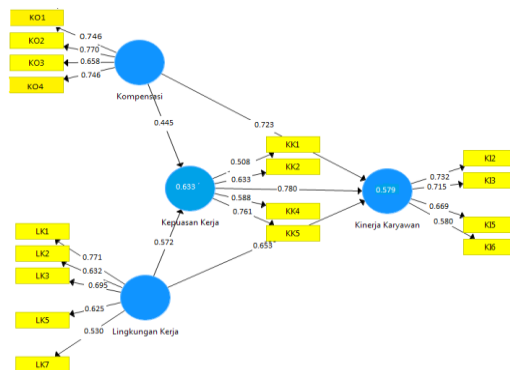 KO1
0.746
KO2
0.770
KO3
0.658
KO4
0.746
Kompensasi
0.445
0.723
KK1
0.508
KK2
0.633
0.633
0.780
0.588
KK4
0.761
KK5
Kepuasan Kerja
0.572
0.653
0.579
Kinerja Karyawan
0.732
KI2
0.715
KI3
0.669
KI5
0.580
KI6
LK1
0.771
LK2
0.632
LK3
0.695
0.625
LK5
0.530
LK7
Lingkungan Kerja